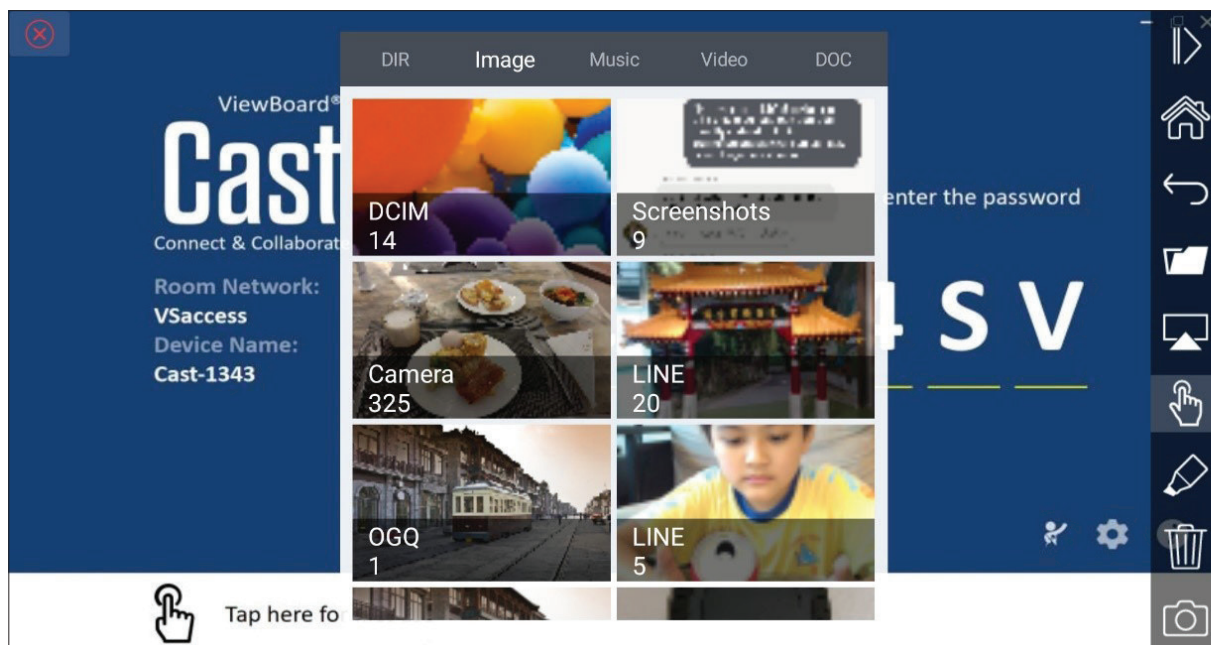 DIR Image Music Video DOC
ViewBoard®
Cast
Connect & Collaborate
Room Network:
VSaccess
Device Name:
Cast-1343
DCIM
14
Screenshots
9
Camera
325
LINE
20
OGQ
1
LINE
5
enter the password
S V
Tap here fo